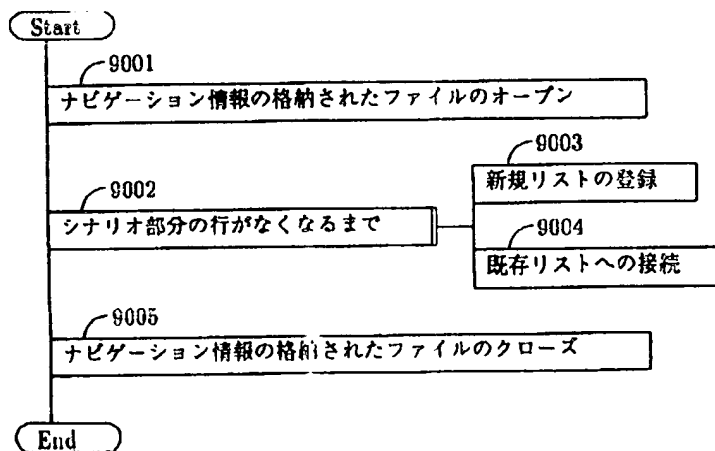 Start
9001
ナビゲーション情報の格納されたファイルのオープン
9003
新規リストの登録
9002
シナリオ部分の行がなくなるまで
9004
既存リストへの接続
9005
ナビゲーション情報の格納されたファイルのクローズ
End